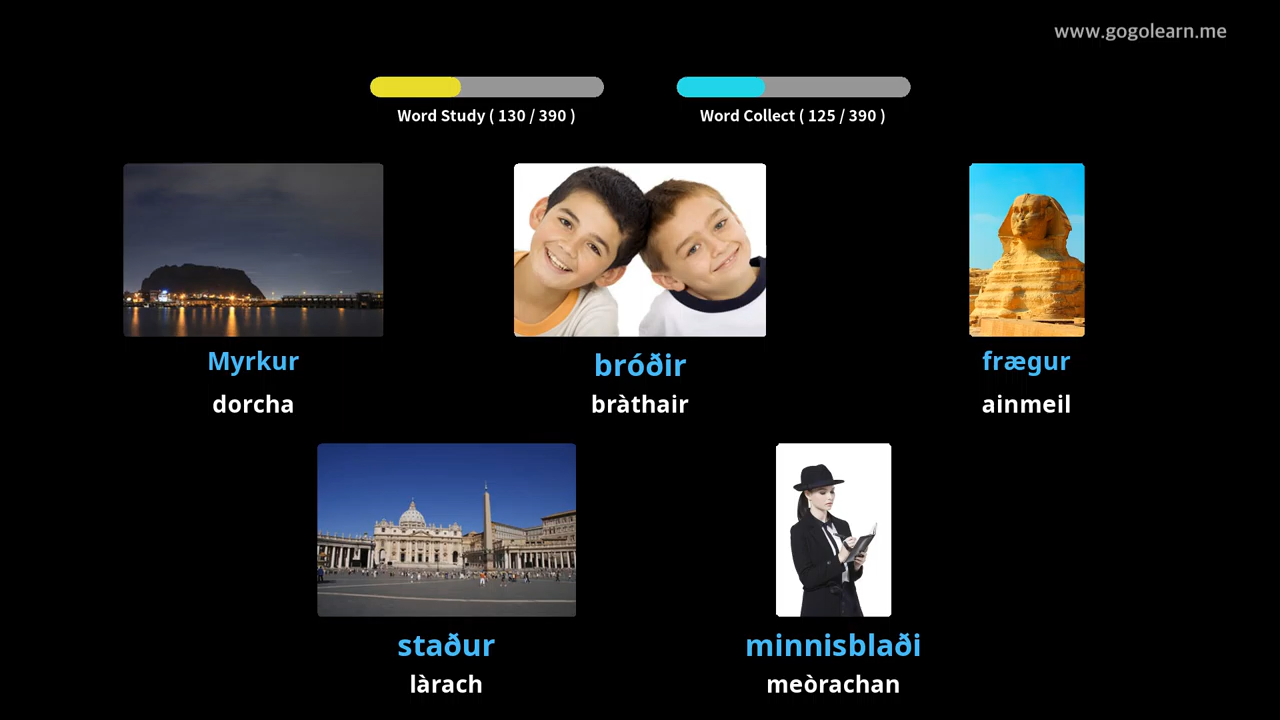 www.gogolearn.me
Word Study ( 130 / 390 )
Word Collect ( 125 / 390 )
Myrkur
dorcha
bróðir
bràthair
frægur
ainmeil
staður
làrach
minnisblaði
meòrachan